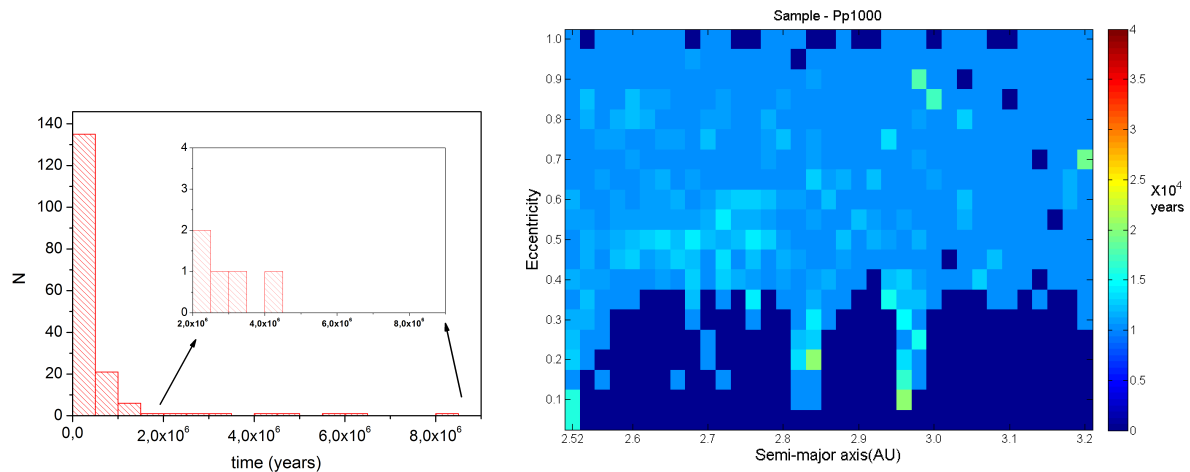 140
120
100
80
60
40
20
0
N
0,0
2,0x10⁶
4,0x10⁶
6,0x10⁶
8,0x10⁶
time (years)
4
3
2
1
0
2,0x10⁶
4,0x10⁶
6,0x10⁶
8,0x10⁶
Sample - Pp1000
1.0
0.9
0.8
0.7
0.6
0.5
0.4
0.3
0.2
0.1
Eccentricity
2.52
2.6
2.7
2.8
2.9
3.0
3.1
3.2
Semi-major axis(AU)
4
3.5
3
2.5
2
1.5
1
0.5
0
X10⁴
years